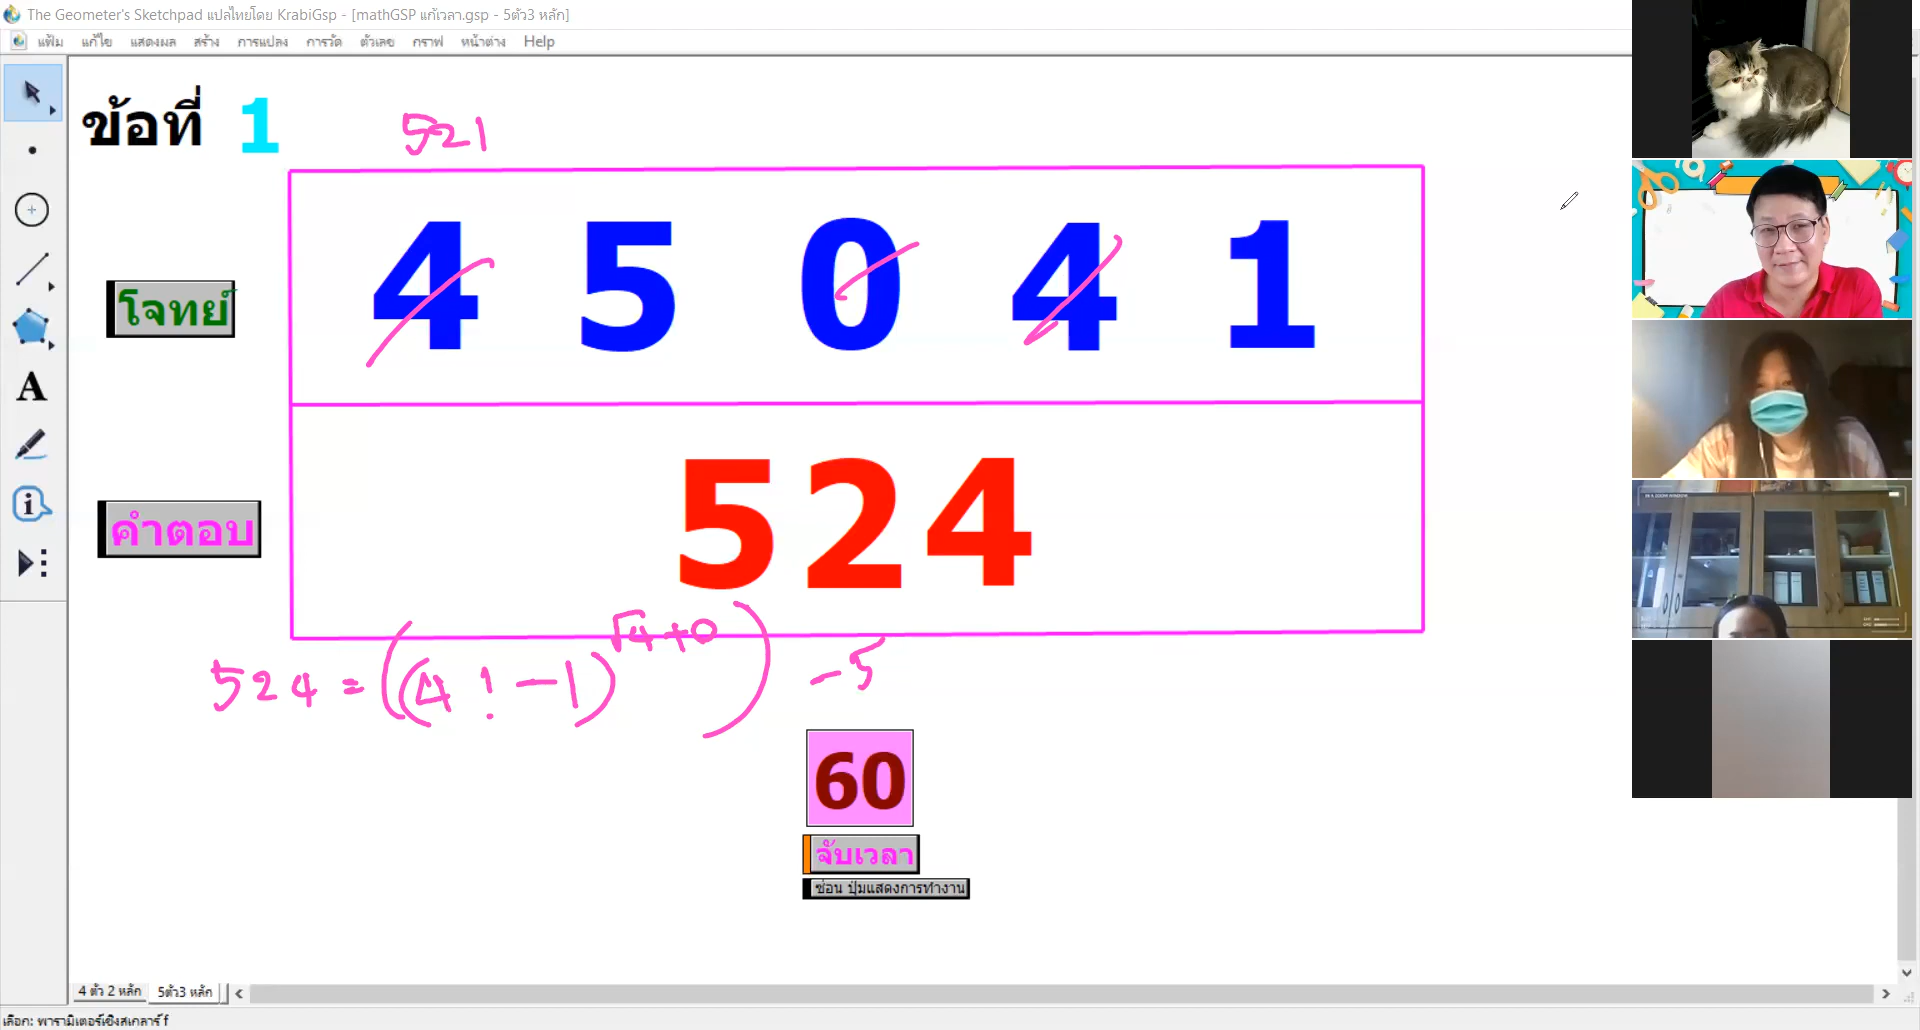 The Geometer's Sketchpad แปลไทยโดย KrabiGsp - [mathGSP แก้เวลา.gsp - 5ตัว3 หลัก]
แฟ้ม แก้ไข แสดงผล สร้าง การแปลง การวัด ตัวเลข กราฟ หน้าต่าง Help
ข้อที่ 1
521
โจทย์
4 5 0 4 1
คำตอบ
524
524 = ((4! - 1)^√4+0) - 5
60
จับเวลา
ซ่อน ปุ่มแสดงการทำงาน
4 ตัว 2 หลัก 5ตัว3 หลัก
เลือก: พารามิเตอร์เชิงสเกลาร์ f